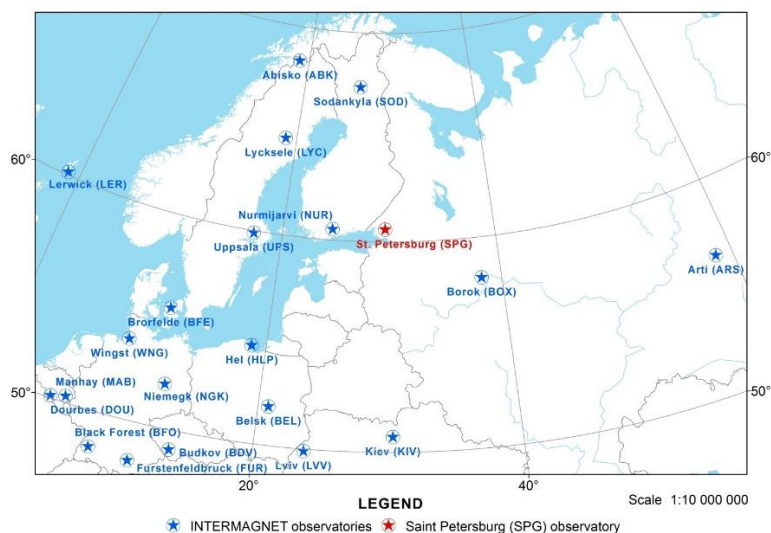 Abisko (ABK)
Sodankyla (SOD)
Lycksele (LYC)
60°
60°
Lerwick (LER)
Nurmijarvi (NUR)
Uppsala (UPS)
St. Petersburg (SPG)
Arti (ARS)
Borok (BOX)
Brorfelde (BFE)
Wingst (WNG)
Hel (HLP)
Manhay (MAB)
50°
50°
Niemegk (NGK)
Dourbes (DOU)
Belsk (BEL)
Black Forest (BFO)
Budkov (BDV)
Kiev (KIV)
Furstenfeldbruck (FUR)
Lviv (LVV)
20°
40°
LEGEND
Scale 1:10 000 000
INTERMAGNET observatories
Saint Petersburg (SPG) observatory